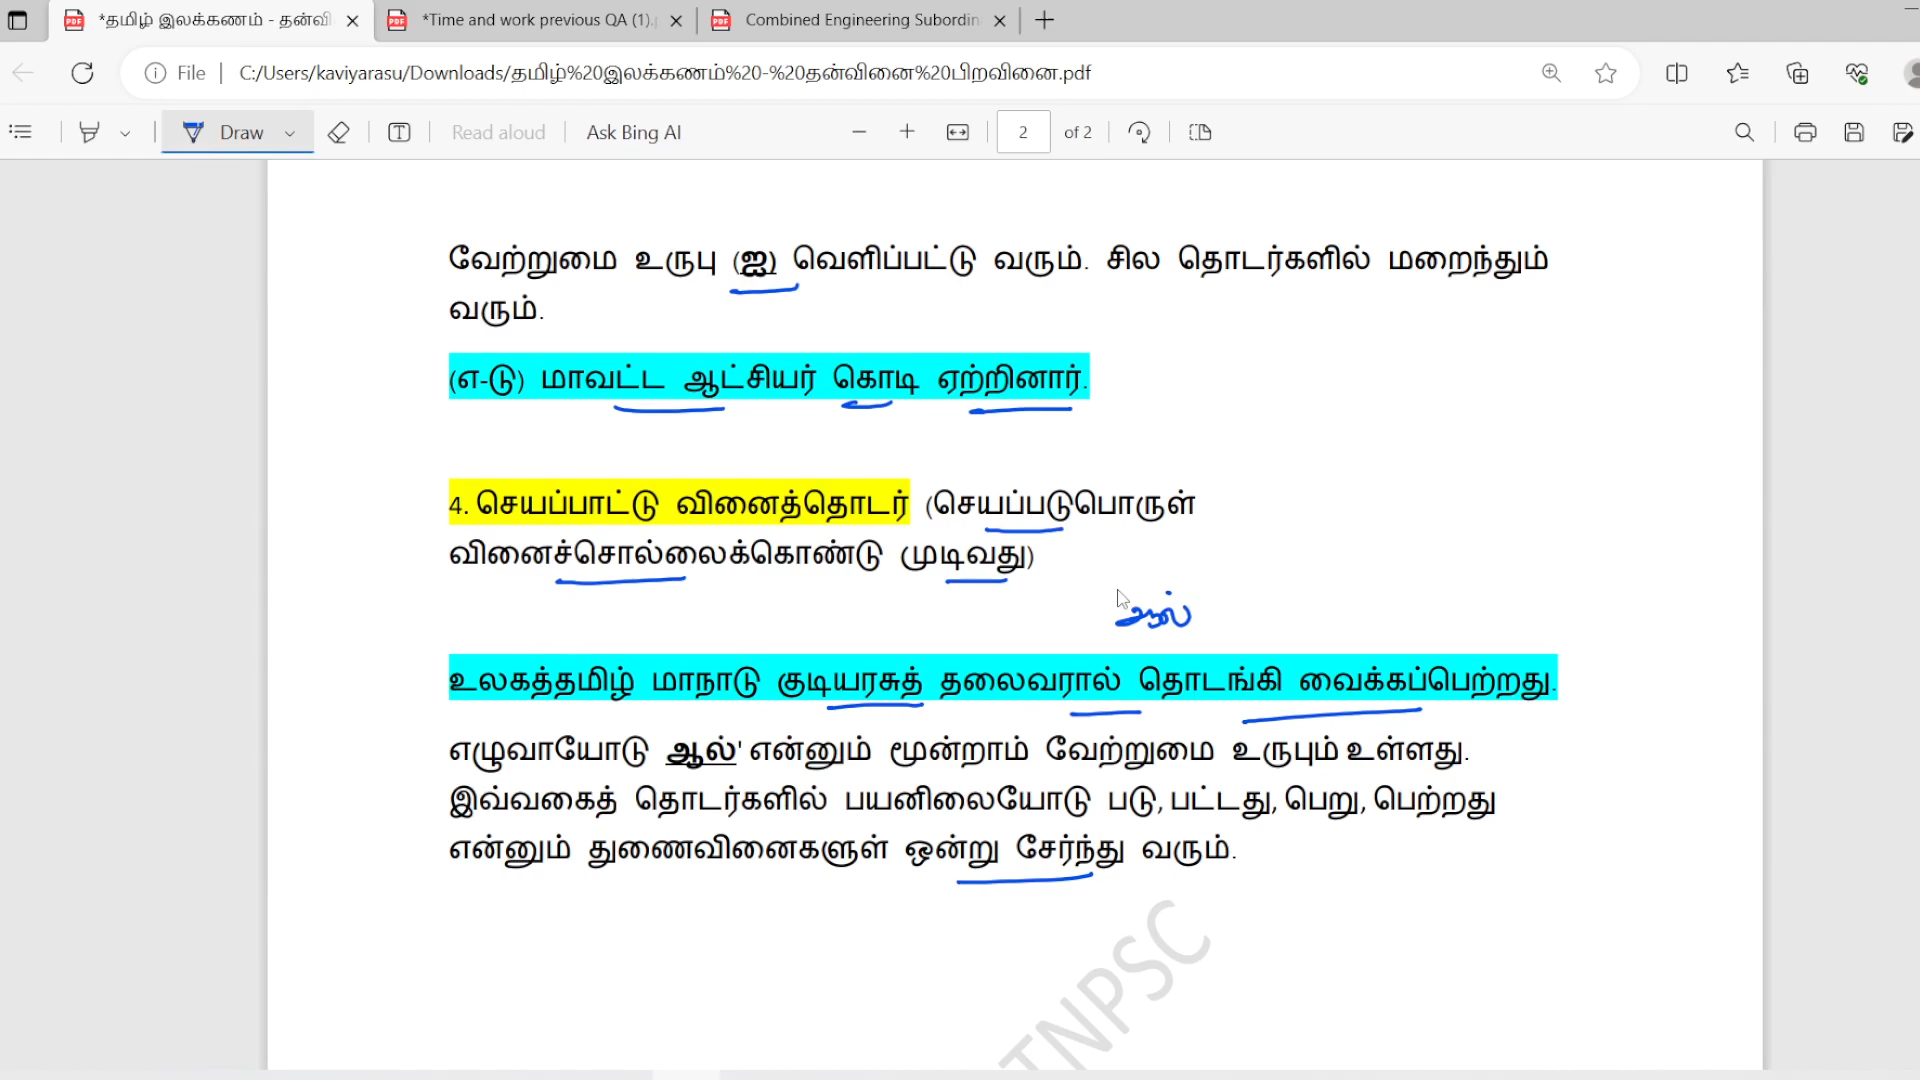 *தமிழ் இலக்கணம் - தன்வி
*Time and work previous QA (1).
Combined Engineering Subordin
File
C:/Users/kaviyarasu/Downloads/தமிழ்%20இலக்கணம்%20-%20தன்வினை%20பிறவினை.pdf
Draw
Read aloud
Ask Bing AI
2 of 2
வேற்றுமை உருபு (ஐ) வெளிப்பட்டு வரும். சில தொடர்களில் மறைந்தும்
வரும்.
(எ-டு) மாவட்ட ஆட்சியர் கொடி ஏற்றினார்.
4. செயப்பாட்டு வினைத்தொடர் (செயப்படுபொருள்
வினைச்சொல்லைக்கொண்டு முடிவது)
ஆல்
உலகத்தமிழ் மாநாடு குடியரசுத் தலைவரால் தொடங்கி வைக்கப்பெற்றது.
எழுவாயோடு ஆல்' என்னும் மூன்றாம் வேற்றுமை உருபும் உள்ளது.
இவ்வகைத் தொடர்களில் பயனிலையோடு படு, பட்டது, பெறு, பெற்றது
என்னும் துணைவினைகளுள் ஒன்று சேர்ந்து வரும்.
TNPSC